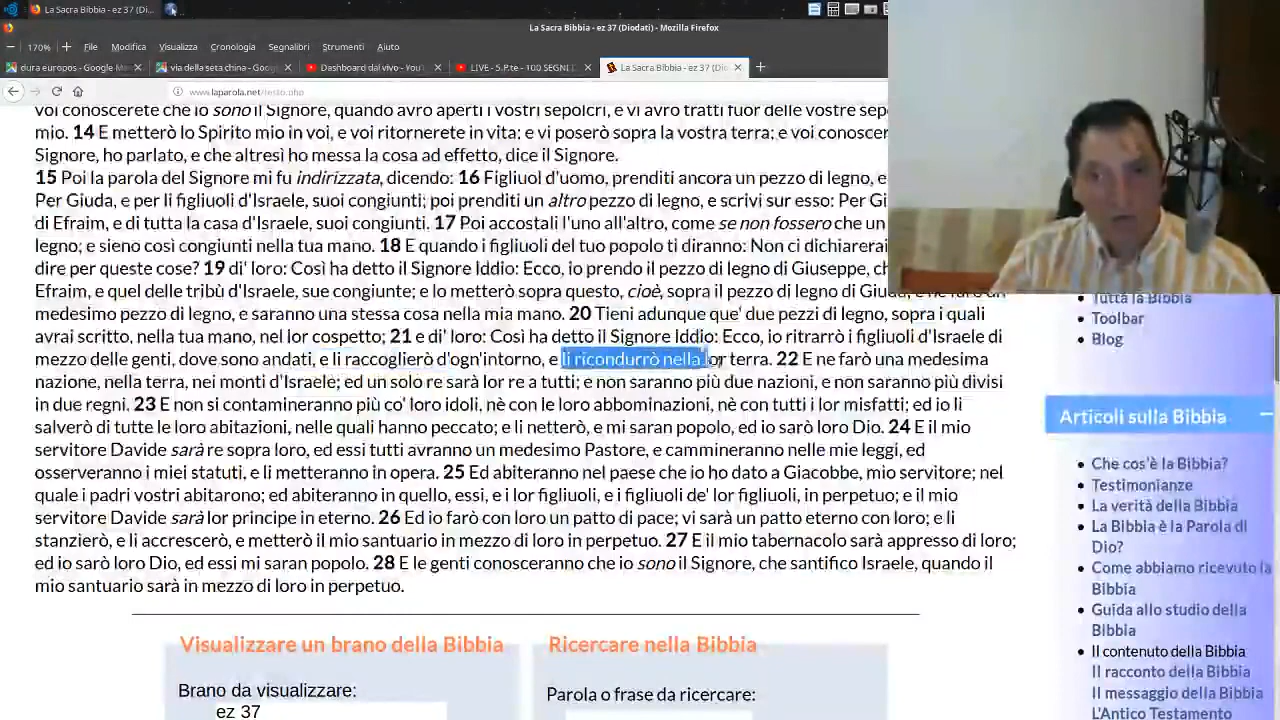 La Sacra Bibbia - ez 37 (Diod...
La Sacra Bibbia - ez 37 (Diodati) - Mozilla Firefox
170%
File Modifica Visualizza Cronologia Segnalibri Strumenti Aiuto
dura europos - Google M
via della seta china - Goog
Dashboard dal vivo - You
LIVE - 5.P.te - 100 SEGNI D
La Sacra Bibbia - ez 37 (Dio
www.laparola.net/testo.php
voi conoscerete che io sono il Signore, quando avrò aperti i vostri sepolcri, e vi avrò tratti fuor delle vostre sep
mio. 14 E metterò lo Spirito mio in voi, e voi ritornerete in vita; e vi poserò sopra la vostra terra; e voi conoscer
Signore, ho parlato, e che altresì ho messa la cosa ad effetto, dice il Signore.
15 Poi la parola del Signore mi fu indirizzata, dicendo: 16 Figliuol d'uomo, prenditi ancora un pezzo di legno, e
Per Giuda, e per li figliuoli d'Israele, suoi congiunti; poi prenditi un altro pezzo di legno, e scrivi sur esso: Per Gi
di Efraim, e di tutta la casa d'Israele, suoi congiunti. 17 Poi accostali l'uno all'altro, come se non fossero che un
legno; e sieno così congiunti nella tua mano. 18 E quando i figliuoli del tuo popolo ti diranno: Non ci dichiarerai
dire per queste cose? 19 di' loro: Così ha detto il Signore Iddio: Ecco, io prendo il pezzo di legno di Giuseppe, ch
Efraim, e quel delle tribù d'Israele, sue congiunte; e lo metterò sopra questo, cioè, sopra il pezzo di legno di Giuda, e ne farò un
medesimo pezzo di legno, e saranno una stessa cosa nella mia mano. 20 Tieni adunque que' due pezzi di legno, sopra i quali
avrai scritto, nella tua mano, nel lor cospetto; 21 e di' loro: Così ha detto il Signore Iddio: Ecco, io ritrarrò i figliuoli d'Israele di
mezzo delle genti, dove sono andati, e li raccoglierò d'ogn'intorno, e li ricondurrò nella lor terra. 22 E ne farò una medesima
nazione, nella terra, nei monti d'Israele; ed un solo re sarà lor re a tutti; e non saranno più due nazioni, e non saranno più divisi
in due regni. 23 E non si contamineranno più co' loro idoli, nè con le loro abbominazioni, nè con tutti i lor misfatti; ed io li
salverò di tutte le loro abitazioni, nelle quali hanno peccato; e li netterò, e mi saran popolo, ed io sarò loro Dio. 24 E il mio
servitore Davide sarà re sopra loro, ed essi tutti avranno un medesimo Pastore, e cammineranno nelle mie leggi, ed
osserveranno i miei statuti, e li metteranno in opera. 25 Ed abiteranno nel paese che io ho dato a Giacobbe, mio servitore; nel
quale i padri vostri abitarono; ed abiteranno in quello, essi, e i lor figliuoli, e i figliuoli de' lor figliuoli, in perpetuo; e il mio
servitore Davide sarà lor principe in eterno. 26 Ed io farò con loro un patto di pace; vi sarà un patto eterno con loro; e li
stanzierò, e li accrescerò, e metterò il mio santuario in mezzo di loro in perpetuo. 27 E il mio tabernacolo sarà appresso di loro;
ed io sarò loro Dio, ed essi mi saran popolo. 28 E le genti conosceranno che io sono il Signore, che santifico Israele, quando il
mio santuario sarà in mezzo di loro in perpetuo.
Visualizzare un brano della Bibbia
Brano da visualizzare:
ez 37
Ricercare nella Bibbia
Parola o frase da ricercare:
Tutta la Bibbia
Toolbar
Blog
Articoli sulla Bibbia
Che cos'è la Bibbia?
Testimonianze
La verità della Bibbia
La Bibbia è la Parola di
Dio?
Come abbiamo ricevuto la
Bibbia
Guida allo studio della
Bibbia
Il contenuto della Bibbia
Il racconto della Bibbia
Il messaggio della Bibbia
L'Antico Testamento